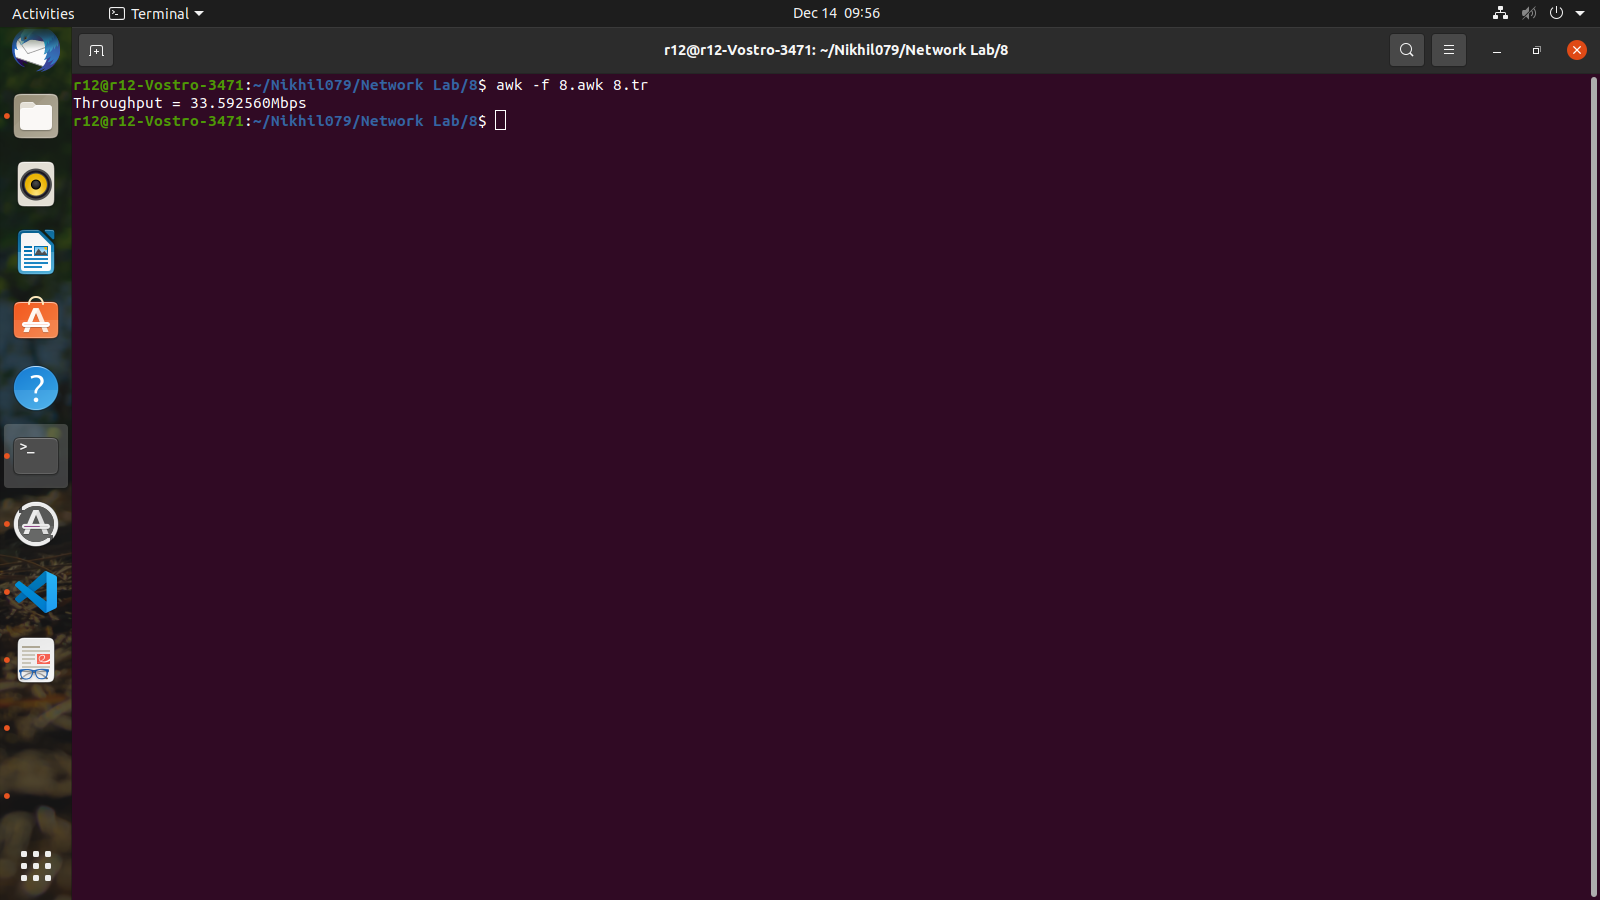 Activities
Terminal
Dec 14 09:56
r12@r12-Vostro-3471: ~/Nikhil079/Network Lab/8
r12@r12-Vostro-3471:~/Nikhil079/Network Lab/8$ awk -f 8.awk 8.tr
Throughput = 33.592560Mbps
r12@r12-Vostro-3471:~/Nikhil079/Network Lab/8$